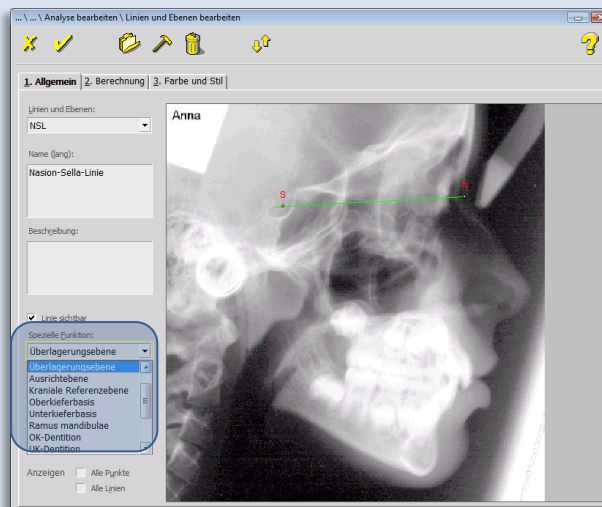 ... \ ... \ Analyse bearbeiten \ Linien und Ebenen bearbeiten
1. Allgemein 2. Berechnung 3. Farbe und Stil
Linien und Ebenen:
NSL
Name (lang):
Nasion-Sella-Linie
Beschreibung:
Linie sichtbar
Spezielle Funktion:
Überlagerungsebene
Überlagerungsebene
Ausrichtebene
Kraniale Referenzebene
Oberkieferbasis
Unterkieferbasis
Ramus mandibulae
OK-Dentition
UK-Dentition
Anzeigen Alle Punkte
Alle Linien
Anna
S
N